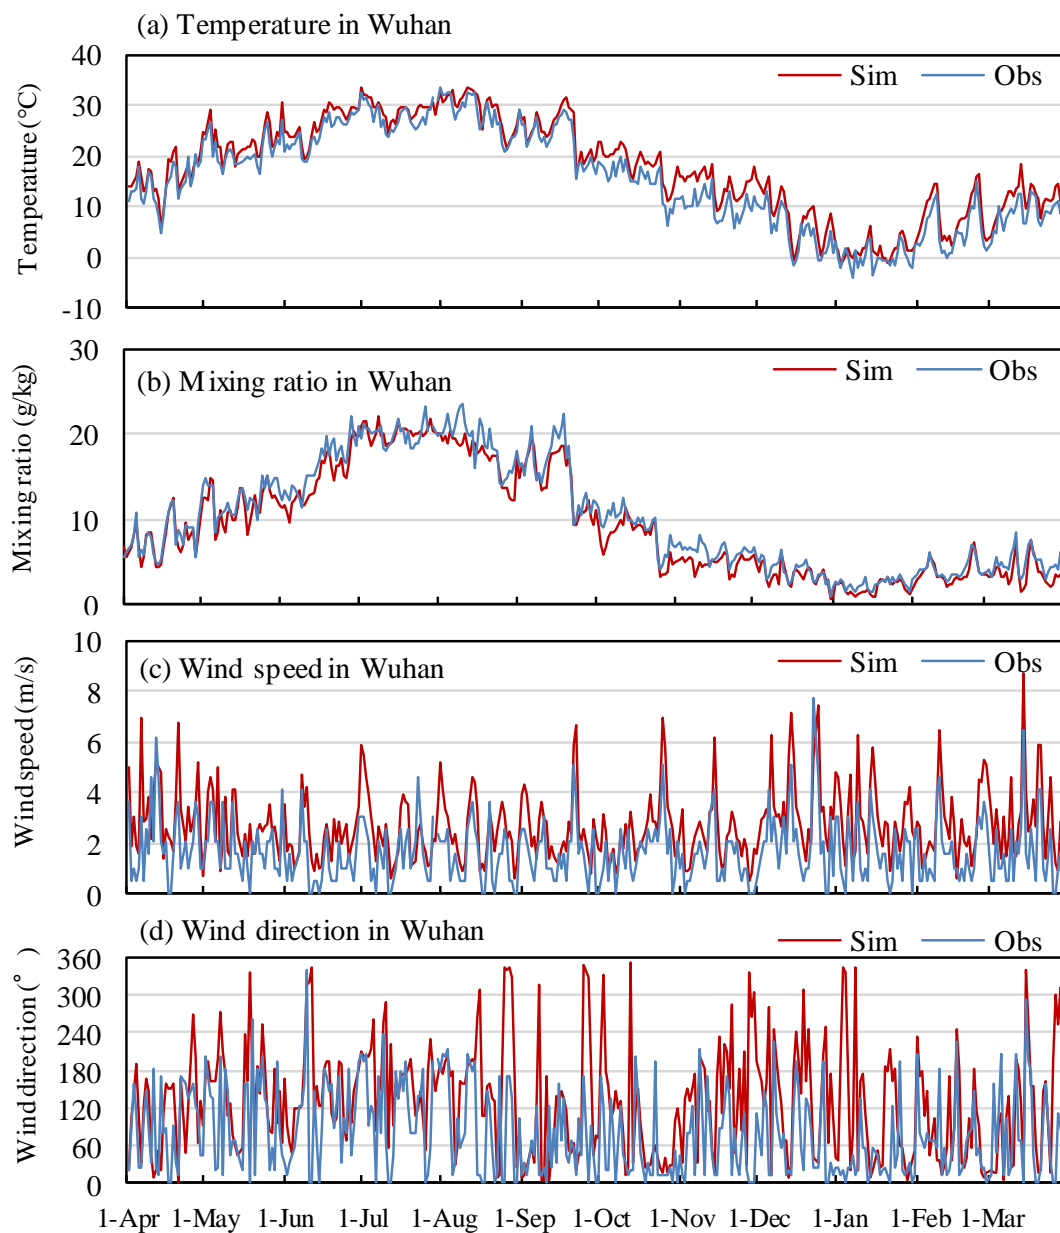 (a) Temperature in Wuhan
40
30
20
10
0
-10
Temperature (°C)
Sim
Obs
30
20
10
0
Mixing ratio (g/kg)
(b) Mixing ratio in Wuhan
Sim
Obs
10
8
6
4
2
0
Wind speed (m/s)
(c) Wind speed in Wuhan
Sim
Obs
(d) Wind direction in Wuhan
Sim
Obs
360
300
240
180
120
60
0
Wind direction (°)
1-Apr 1-May 1-Jun 1-Jul 1-Aug 1-Sep 1-Oct 1-Nov 1-Dec 1-Jan 1-Feb 1-Mar